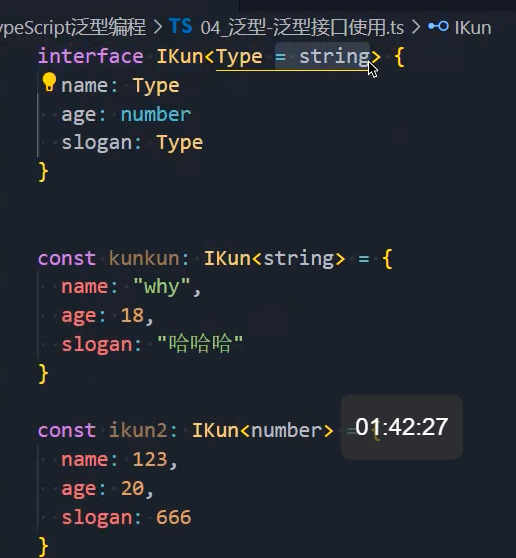 ypeScript泛型编程 > TS 04_泛型-泛型接口使用.ts > IKun
interface IKun<Type = string> {
name: Type
age: number
slogan: Type
}
const kunkun: IKun<string> = {
name: "why",
age: 18,
slogan: "哈哈哈"
}
const ikun2: IKun<number> = {
01:42:27
name: 123,
age: 20,
slogan: 666
}